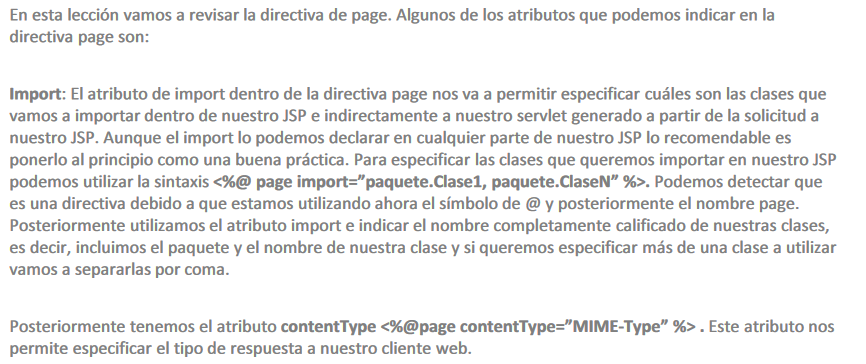 En esta lección vamos a revisar la directiva de page. Algunos de los atributos que podemos indicar en la
directiva page son:
Import: El atributo de import dentro de la directiva page nos va a permitir especificar cuáles son las clases que
vamos a importar dentro de nuestro JSP e indirectamente a nuestro servlet generado a partir de la solicitud a
nuestro JSP. Aunque el import lo podemos declarar en cualquier parte de nuestro JSP lo recomendable es
ponerlo al principio como una buena práctica. Para especificar las clases que queremos importar en nuestro JSP
podemos utilizar la sintaxis <%@ page import=”paquete.Clase1, paquete.ClaseN” %>. Podemos detectar que
es una directiva debido a que estamos utilizando ahora el símbolo de @ y posteriormente el nombre page.
Posteriormente utilizamos el atributo import e indicar el nombre completamente calificado de nuestras clases,
es decir, incluimos el paquete y el nombre de nuestra clase y si queremos especificar más de una clase a utilizar
vamos a separarlas por coma.
Posteriormente tenemos el atributo contentType <%@page contentType=”MIME-Type” %> . Este atributo nos
permite especificar el tipo de respuesta a nuestro cliente web.